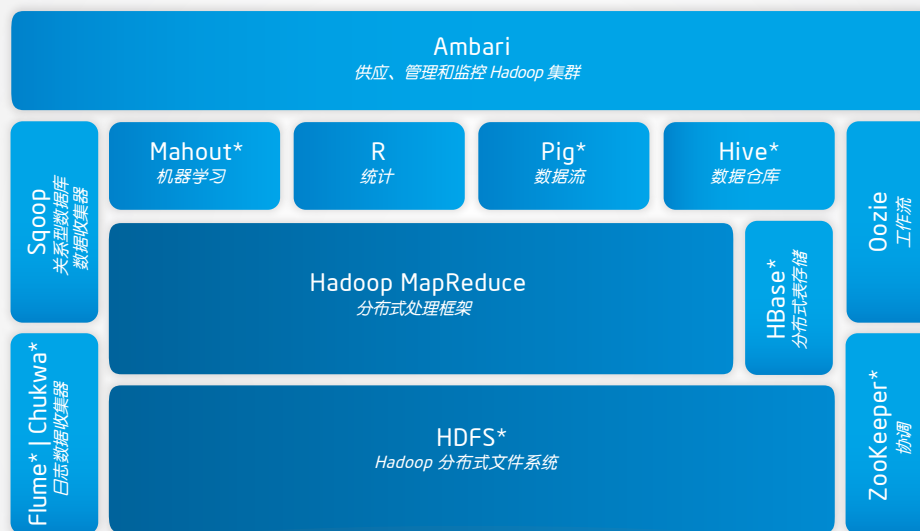 Ambari
供应、管理和监控 Hadoop 集群
Sqoop
关系型数据库
数据收集器
Mahout*
机器学习
R
统计
Pig*
数据流
Hive*
数据仓库
Oozie
工作流
Hadoop MapReduce
分布式处理框架
HBase*
分布式表存储
Flume* | Chukwa*
日志数据收集器
HDFS*
Hadoop 分布式文件系统
ZooKeeper*
协调